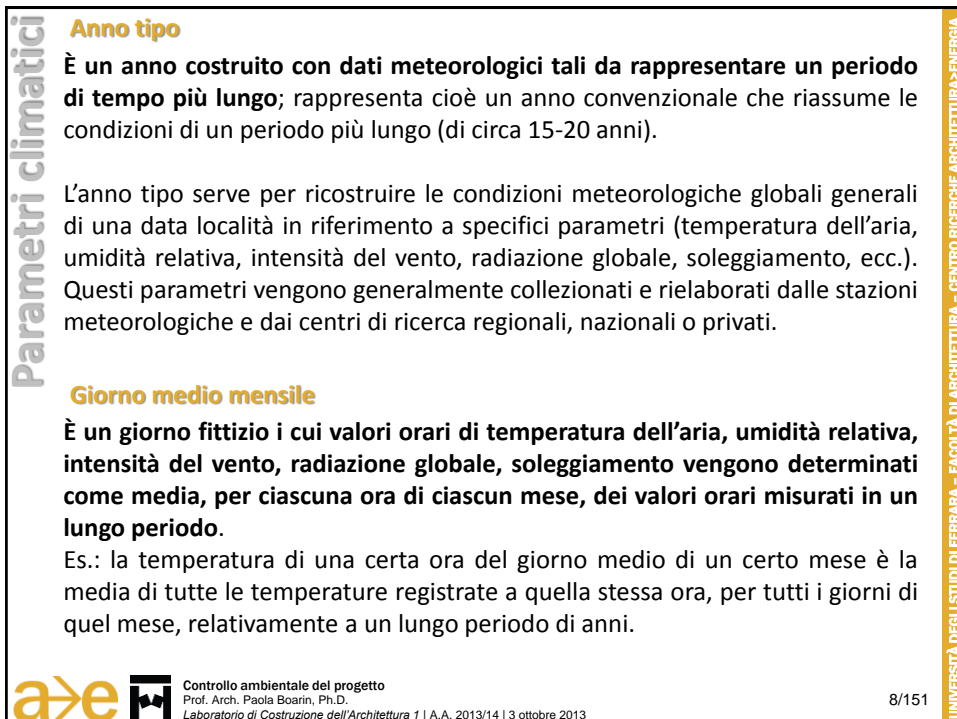 Parametri climatici
Anno tipo
È un anno costruito con dati meteorologici tali da rappresentare un periodo
di tempo più lungo; rappresenta cioè un anno convenzionale che riassume le
condizioni di un periodo più lungo (di circa 15-20 anni).
L’anno tipo serve per ricostruire le condizioni meteorologiche globali generali
di una data località in riferimento a specifici parametri (temperatura dell’aria,
umidità relativa, intensità del vento, radiazione globale, soleggiamento, ecc.).
Questi parametri vengono generalmente collezionati e rielaborati dalle stazioni
meteorologiche e dai centri di ricerca regionali, nazionali o privati.
Giorno medio mensile
È un giorno fittizio i cui valori orari di temperatura dell’aria, umidità relativa,
intensità del vento, radiazione globale, soleggiamento vengono determinati
come media, per ciascuna ora di ciascun mese, dei valori orari misurati in un
lungo periodo.
Es.: la temperatura di una certa ora del giorno medio di un certo mese è la
media di tutte le temperature registrate a quella stessa ora, per tutti i giorni di
quel mese, relativamente a un lungo periodo di anni.
a>e
Controllo ambientale del progetto
Prof. Arch. Paola Boarin, Ph.D.
Laboratorio di Costruzione dell'Architettura 1 | A.A. 2013/14 | 3 ottobre 2013
8/151
UNIVERSITÀ DEGLI STUDI DI FERRARA – FACOLTÀ DI ARCHITETTURA – CENTRO RICERCHE ARCHITETTURA>ENERGIA